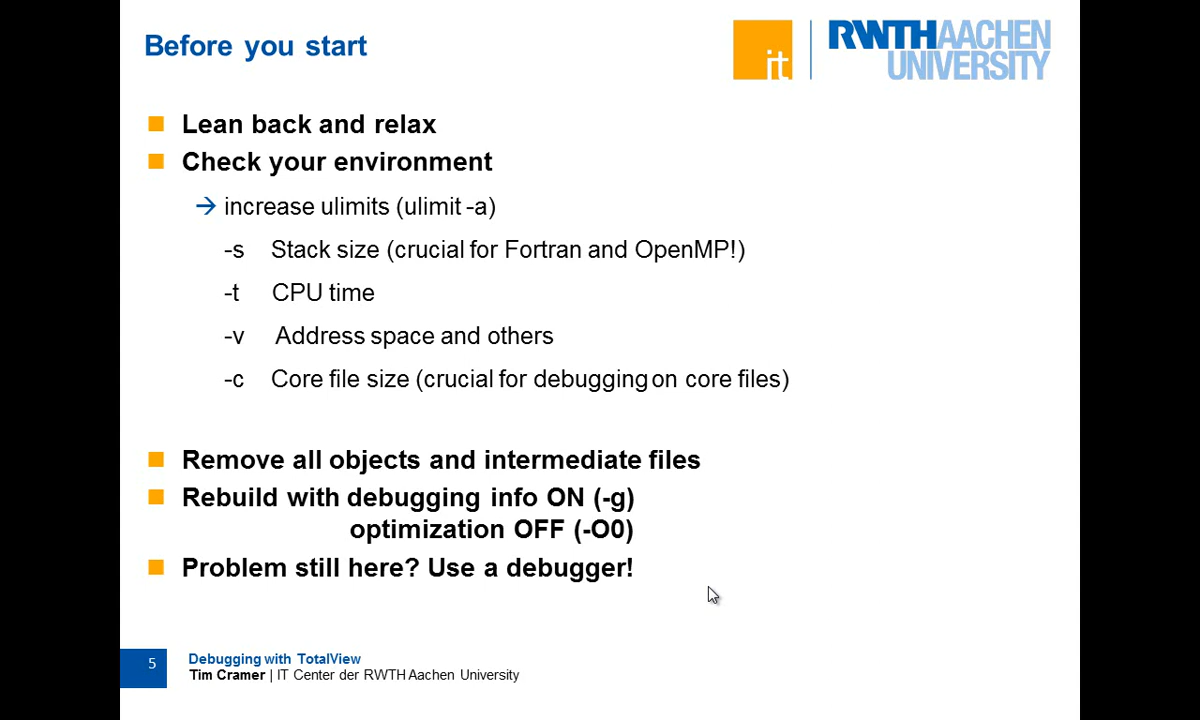 Before you start
it
RWTHAACHEN
UNIVERSITY
Lean back and relax
Check your environment
→ increase ulimits (ulimit -a)
-s Stack size (crucial for Fortran and OpenMP!)
-t CPU time
-v Address space and others
-c Core file size (crucial for debugging on core files)
Remove all objects and intermediate files
Rebuild with debugging info ON (-g)
optimization OFF (-O0)
Problem still here? Use a debugger!
5
Debugging with TotalView
Tim Cramer | IT Center der RWTH Aachen University